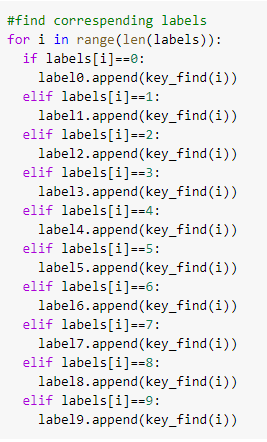 #find correspending labels
for i in range(len(labels)):
  if labels[i]==0:
    label0.append(key_find(i))
  elif labels[i]==1:
    label1.append(key_find(i))
  elif labels[i]==2:
    label2.append(key_find(i))
  elif labels[i]==3:
    label3.append(key_find(i))
  elif labels[i]==4:
    label4.append(key_find(i))
  elif labels[i]==5:
    label5.append(key_find(i))
  elif labels[i]==6:
    label6.append(key_find(i))
  elif labels[i]==7:
    label7.append(key_find(i))
  elif labels[i]==8:
    label8.append(key_find(i))
  elif labels[i]==9:
    label9.append(key_find(i))